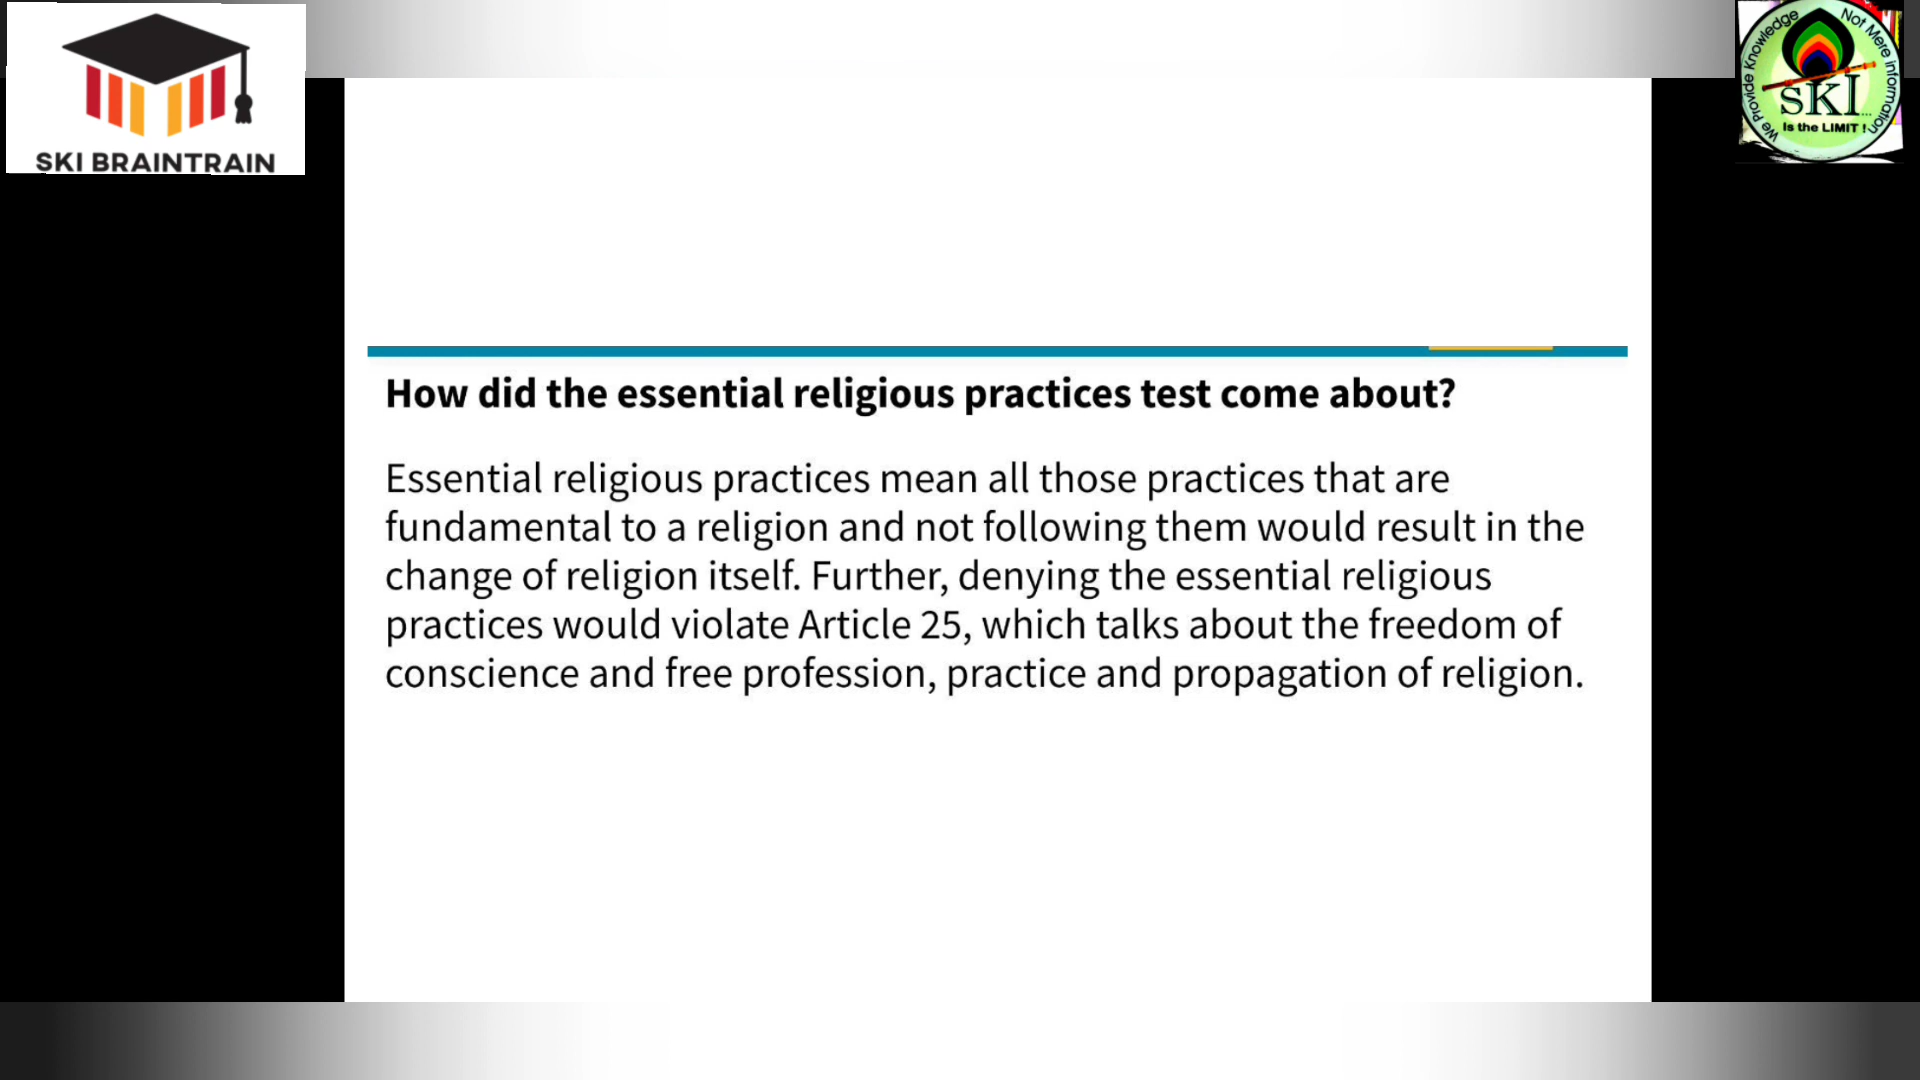 SKI BRAINTRAIN
We Provide Knowledge Not Mere Information
SKI...
Is the LIMIT !
How did the essential religious practices test come about?
Essential religious practices mean all those practices that are
fundamental to a religion and not following them would result in the
change of religion itself. Further, denying the essential religious
practices would violate Article 25, which talks about the freedom of
conscience and free profession, practice and propagation of religion.